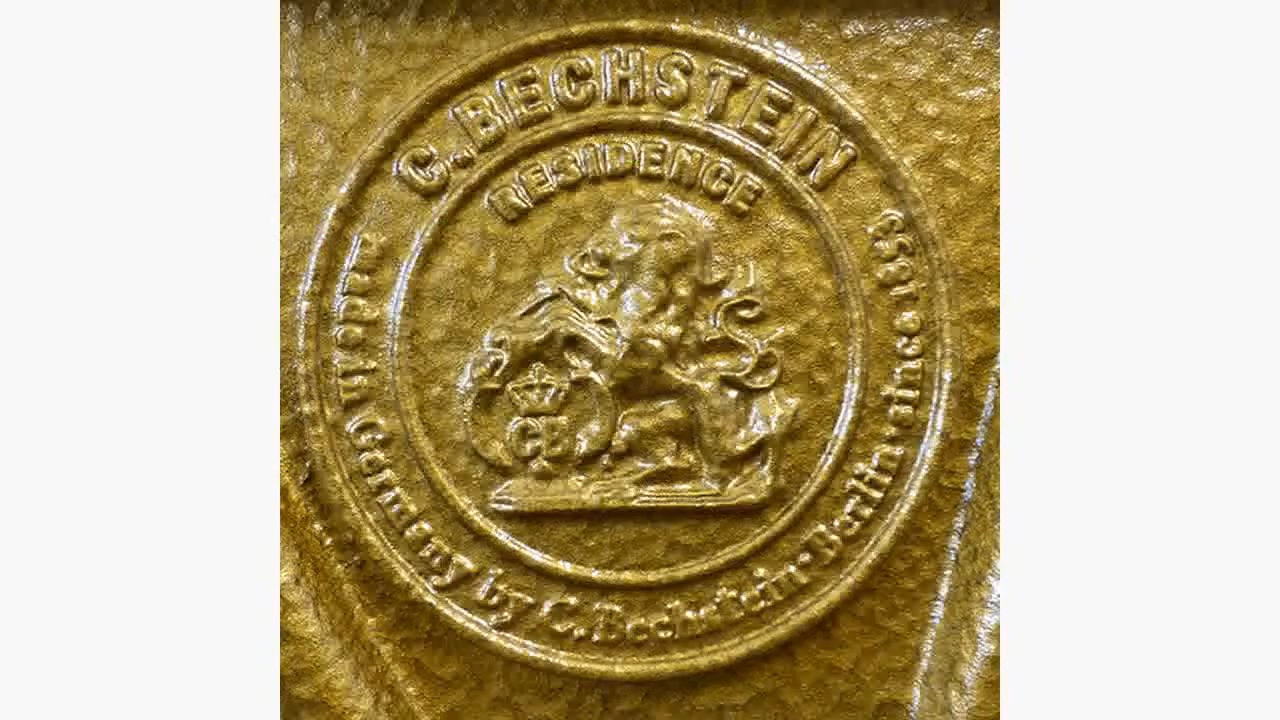 C.BECHSTEIN
RESIDENCE
CB
made in Germany by C.Bechstein·Berlin·since 1853